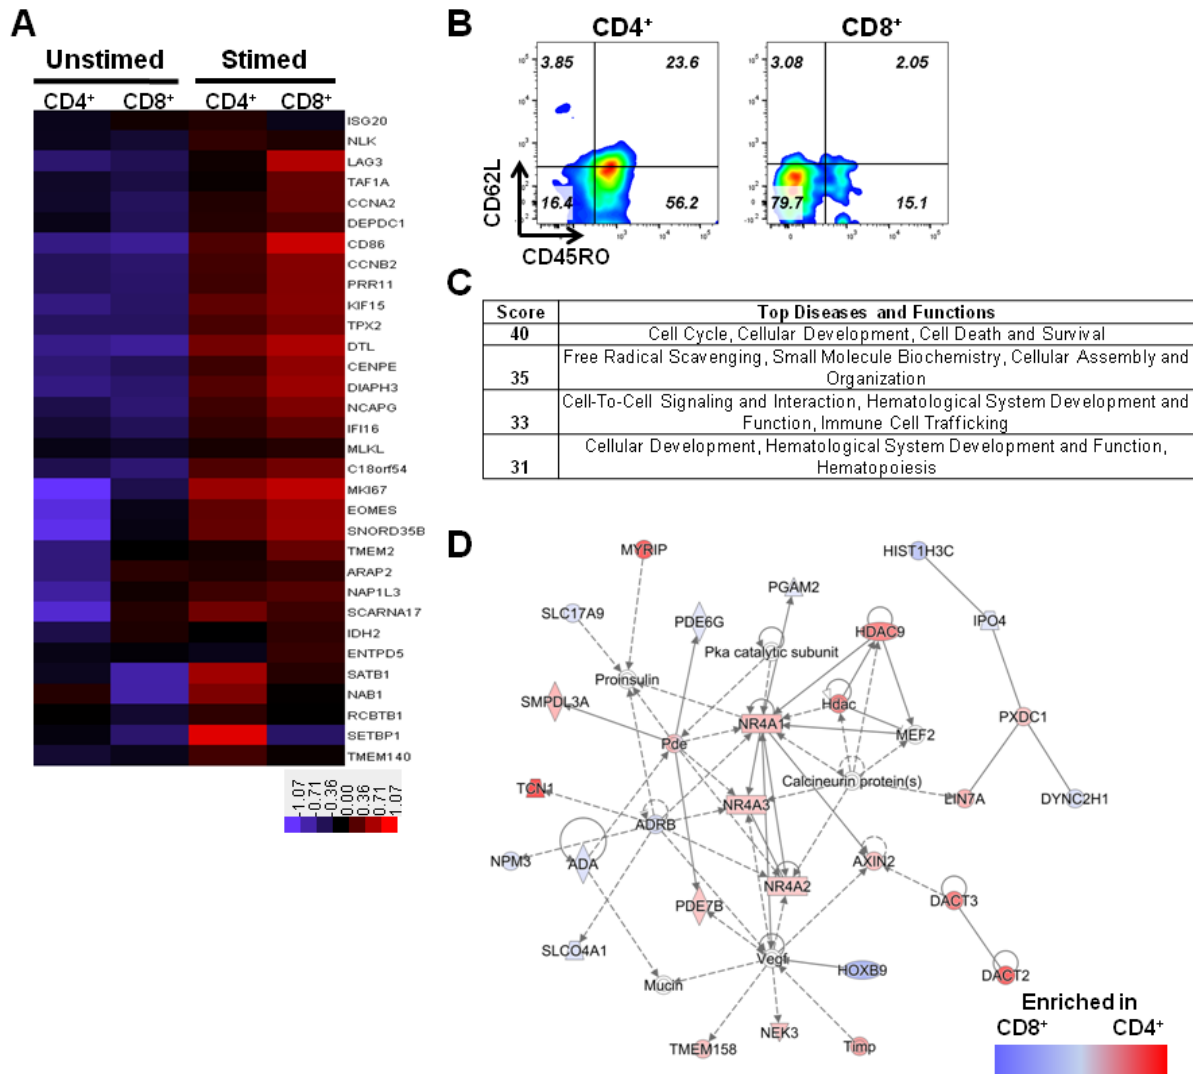 A
Unstimed Stimed
CD4+ CD8+ CD4+ CD8+
ISG20
NLK
LAG3
TAF1A
CCNA2
DEPDC1
CD86
CCNB2
PRR11
KIF15
TPX2
DTL
CENPE
DIAPH3
NCAPG
IFI16
MLKL
C18orf54
MKI67
EOMES
SNORD35B
TMEM2
ARAP2
NAP1L3
SCARNA17
IDH2
ENTPD5
SATB1
NAB1
RCBTB1
SETBP1
TMEM140
-1.07
-0.71
-0.36
0.00
0.36
0.71
1.07
B
CD4+ CD8+
3.85 23.6
16.4 56.2
3.08 2.05
79.7 15.1
CD62L
CD45RO
C
Score Top Diseases and Functions
40 Cell Cycle, Cellular Development, Cell Death and Survival
Free Radical Scavenging, Small Molecule Biochemistry, Cellular Assembly and
35 Organization
Cell-To-Cell Signaling and Interaction, Hematological System Development and
33 Function, Immune Cell Trafficking
Cellular Development, Hematological System Development and Function,
31 Hematopoiesis
D
MYRIP
HIST1H3C
PGAM2
SLC17A9
PDE6G
IPO4
HDAC9
Pka catalytic subunit
Proinsulin
SMPDL3A
Hdac
NR4A1
PXDC1
MEF2
Pde
Calcineurin protein(s)
TCN1
NR4A3
LIN7A
DYNC2H1
ADRB
NPM3
ADA
AXIN2
NR4A2
PDE7B
DACT3
SLCO4A1
Vegf
HOXB9
DACT2
Mucin
NEK3
TMEM158
Timp
Enriched in
CD8+ CD4+